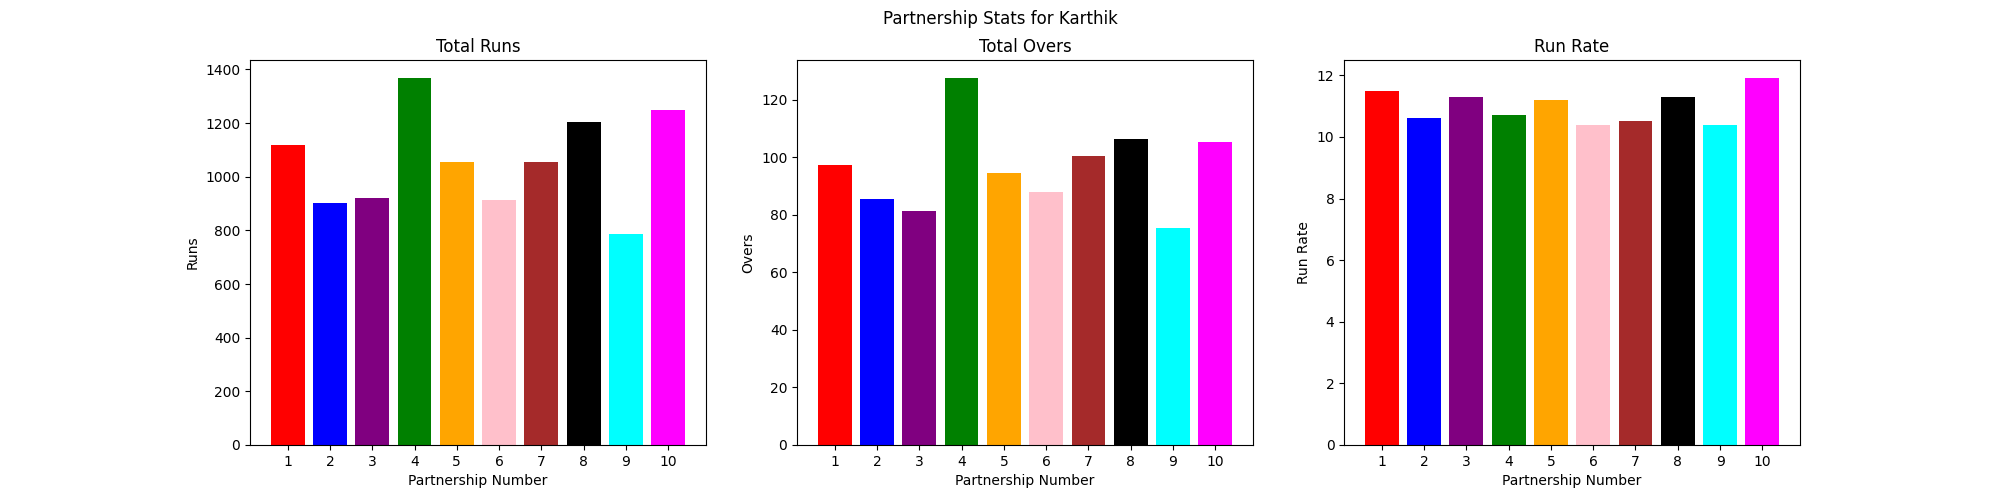 Partnership Stats for Karthik
Total Runs
1400
1200
1000
800
600
400
200
0
Runs
1 2 3 4 5 6 7 8 9 10
Partnership Number
Total Overs
120
100
80
60
40
20
0
Overs
1 2 3 4 5 6 7 8 9 10
Partnership Number
Run Rate
12
10
8
6
4
2
0
Run Rate
1 2 3 4 5 6 7 8 9 10
Partnership Number